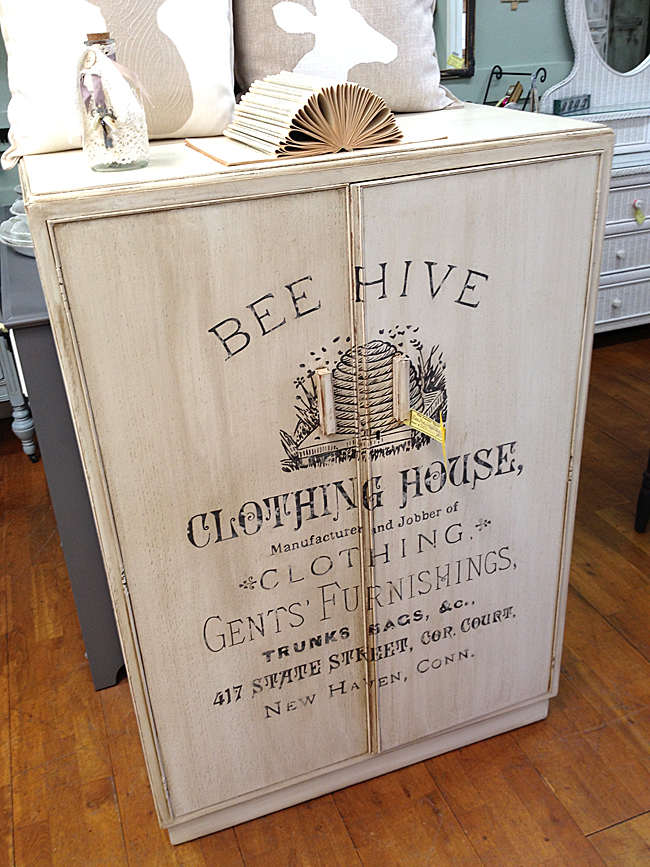 BEE HIVE
CLOTHING HOUSE,
Manufacturer and Jobber of
CLOTHING.
GENTS' FURNISHINGS,
TRUNKS BAGS, &c.,
417 STATE STREET, COR. COURT.
NEW HAVEN, CONN.